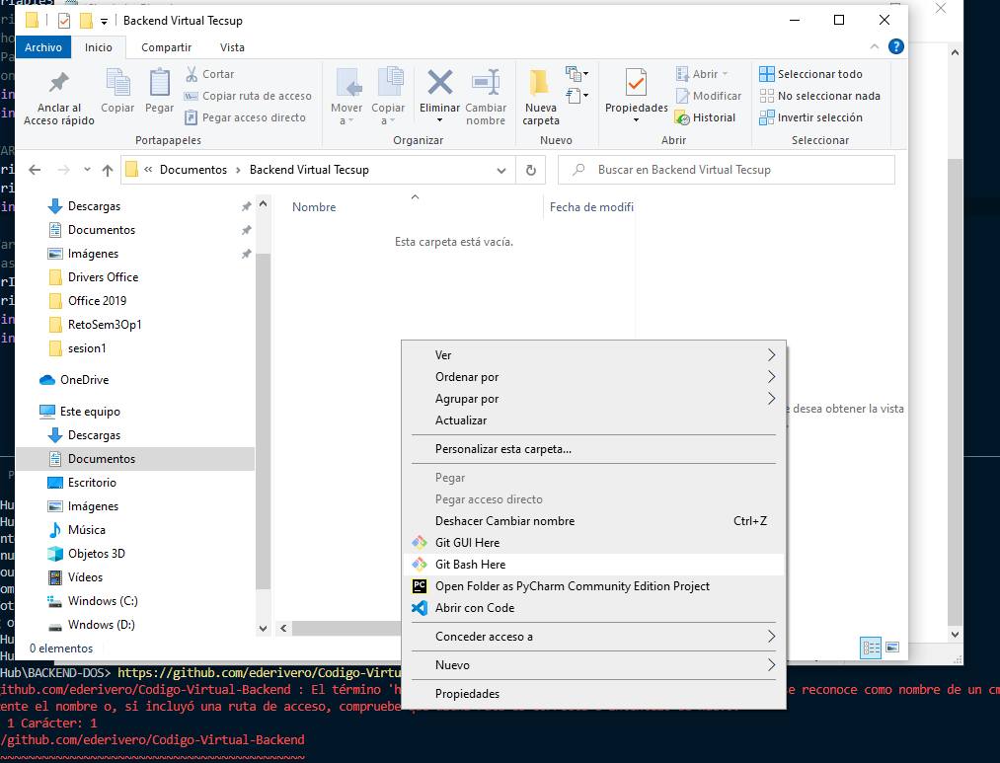 Backend Virtual Tecsup
Archivo Inicio Compartir Vista
Anclar al Acceso rápido
Copiar
Pegar
Cortar
Copiar ruta de acceso
Pegar acceso directo
Portapapeles
Mover a
Copiar a
Eliminar
Cambiar nombre
Organizar
Nueva carpeta
Nuevo
Propiedades
Abrir
Modificar
Historial
Abrir
Seleccionar todo
No seleccionar nada
Invertir selección
Seleccionar
« Documentos › Backend Virtual Tecsup
Buscar en Backend Virtual Tecsup
Descargas
Documentos
Imágenes
Drivers Office
Office 2019
RetoSem3Op1
sesion1
OneDrive
Este equipo
Descargas
Documentos
Escritorio
Imágenes
Música
Objetos 3D
Vídeos
Windows (C:)
Wndows (D:)
0 elementos
Nombre Fecha de modifi
Esta carpeta está vacía.
e desea obtener la vista
Ver
Ordenar por
Agrupar por
Actualizar
Personalizar esta carpeta...
Pegar
Pegar acceso directo
Deshacer Cambiar nombre Ctrl+Z
Git GUI Here
Git Bash Here
Open Folder as PyCharm Community Edition Project
Abrir con Code
Conceder acceso a
Nuevo
Propiedades
Hub\BACKEND-DOS> https://github.com/ederivero/Codigo-Virtu
github.com/ederivero/Codigo-Virtual-Backend : El término 'h e reconoce como nombre de un cm
ente el nombre o, si incluyó una ruta de acceso, compruebe
1 Carácter: 1
/github.com/ederivero/Codigo-Virtual-Backend
~~~~~~~~~~~~~~~~~~~~~~~~~~~~~~~~~~~~~~~~~~~~